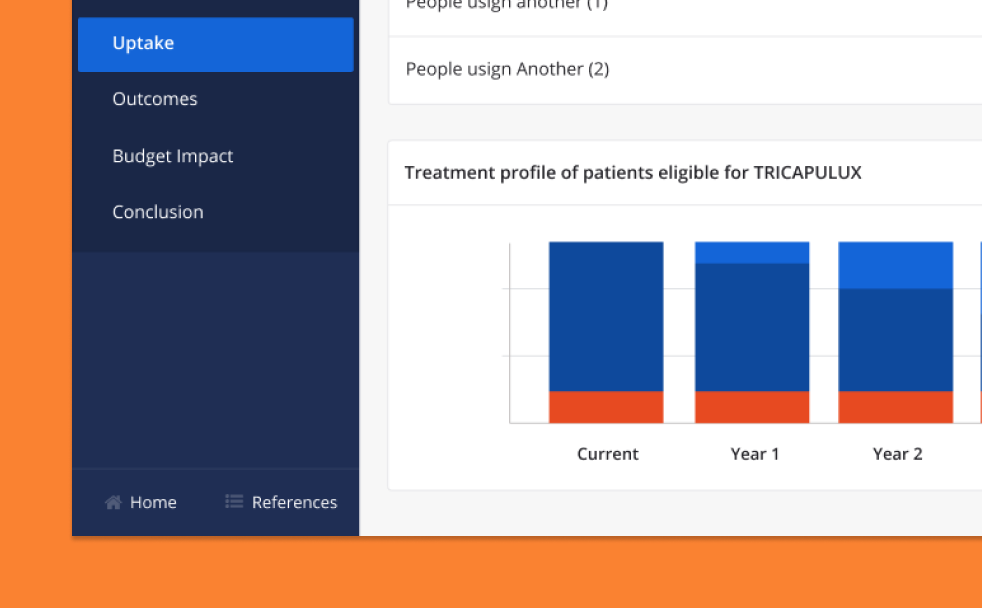 People usign another (1)
Uptake
People usign Another (2)
Outcomes
Budget Impact
Treatment profile of patients eligible for TRICAPULUX
Conclusion
Current
Year 1
Year 2
Home
References